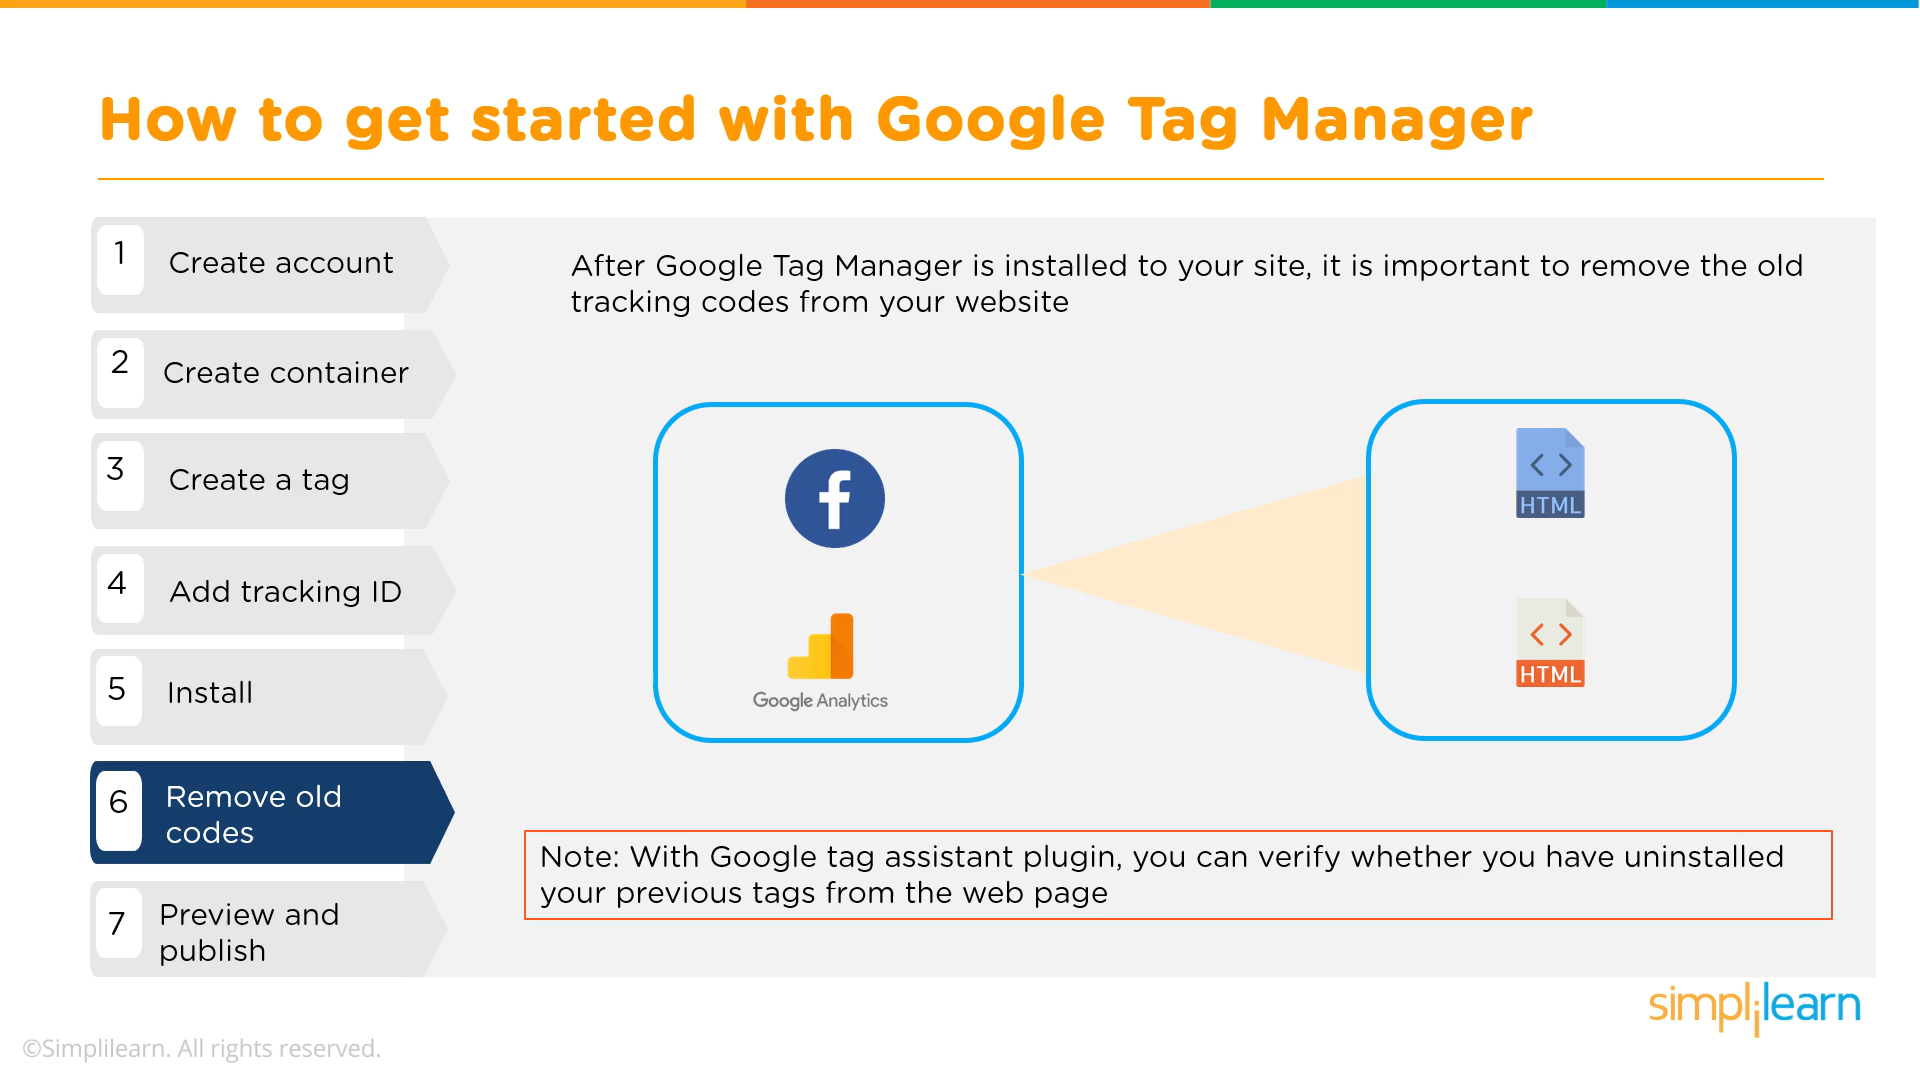 How to get started with Google Tag Manager
1
Create account
2
Create container
3
Create a tag
4
Add tracking ID
5
Install
6
Remove old
codes
7
Preview and
publish
After Google Tag Manager is installed to your site, it is important to remove the old
tracking codes from your website
f
Google Analytics
< >
HTML
< >
HTML
Note: With Google tag assistant plugin, you can verify whether you have uninstalled
your previous tags from the web page
simplilearn
©Simplilearn. All rights reserved.